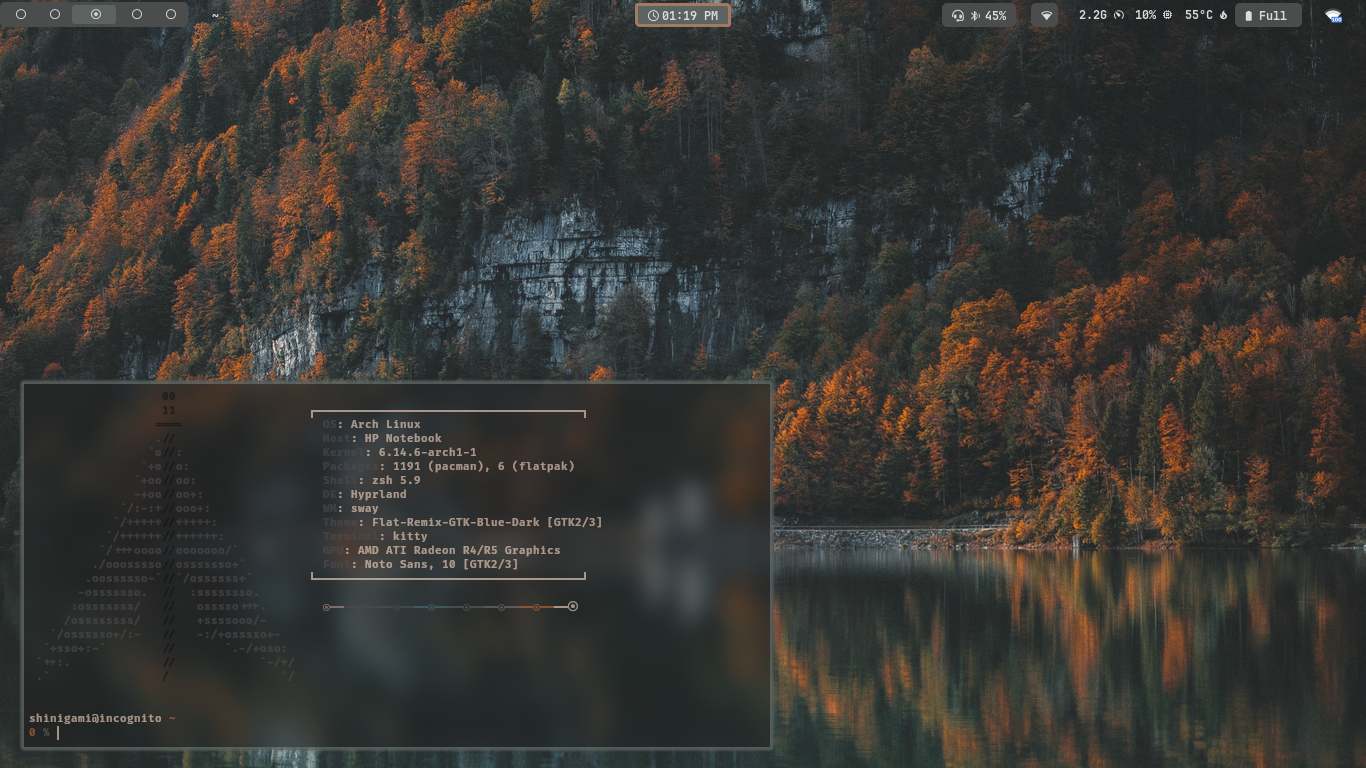 ~
01:19 PM
45%
2.2G
10%
55°C
Full
00
11
OS: Arch Linux
Host: HP Notebook
Kernel: 6.14.6-arch1-1
Packages: 1191 (pacman), 6 (flatpak)
Shell: zsh 5.9
DE: Hyprland
WM: sway
Theme: Flat-Remix-GTK-Blue-Dark [GTK2/3]
Terminal: kitty
GPU: AMD ATI Radeon R4/R5 Graphics
Font: Noto Sans, 10 [GTK2/3]
shinigami@incognito ~
0 %